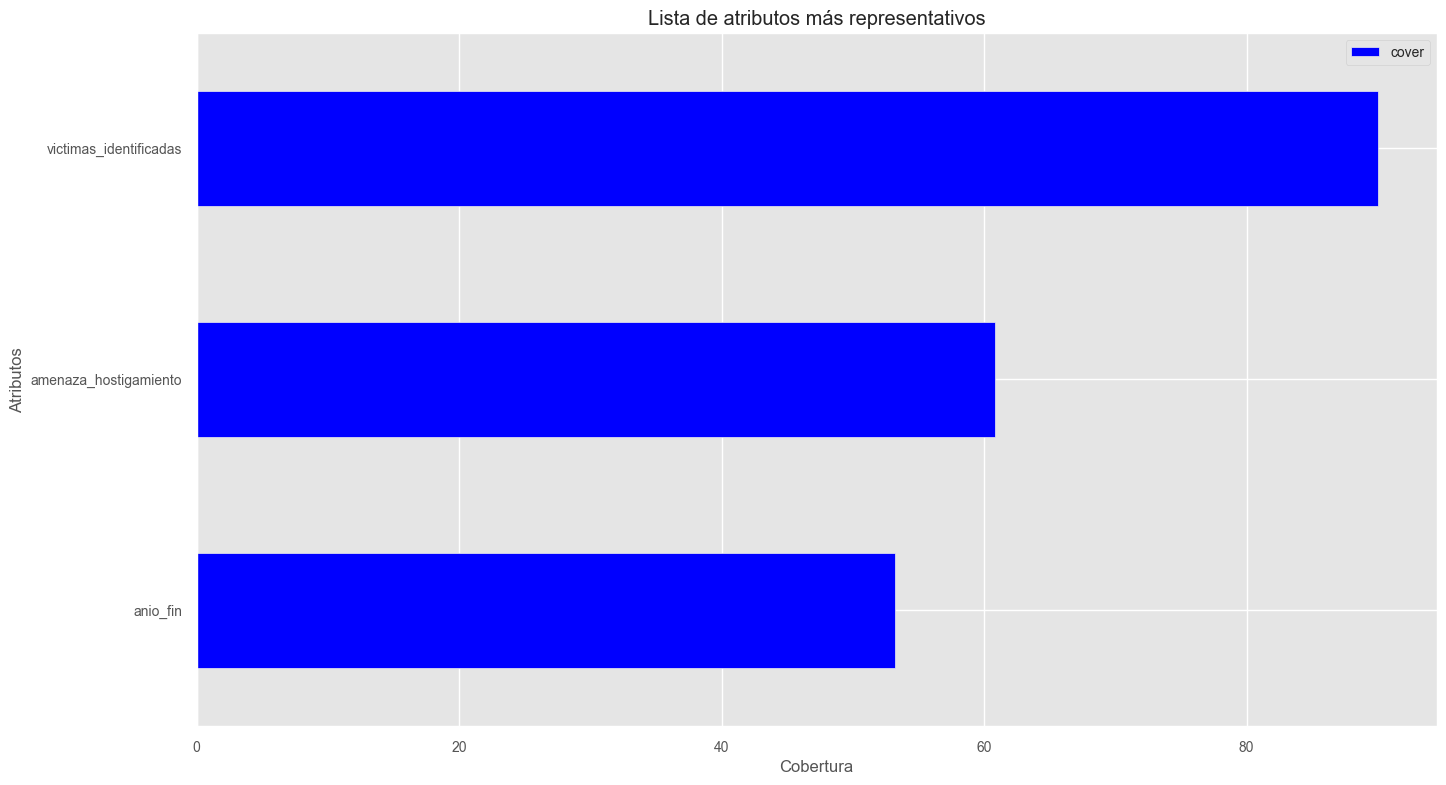 Lista de atributos más representativos
cover
victimas_identificadas
amenaza_hostigamiento
anio_fin
Atributos
0 20 40 60 80
Cobertura